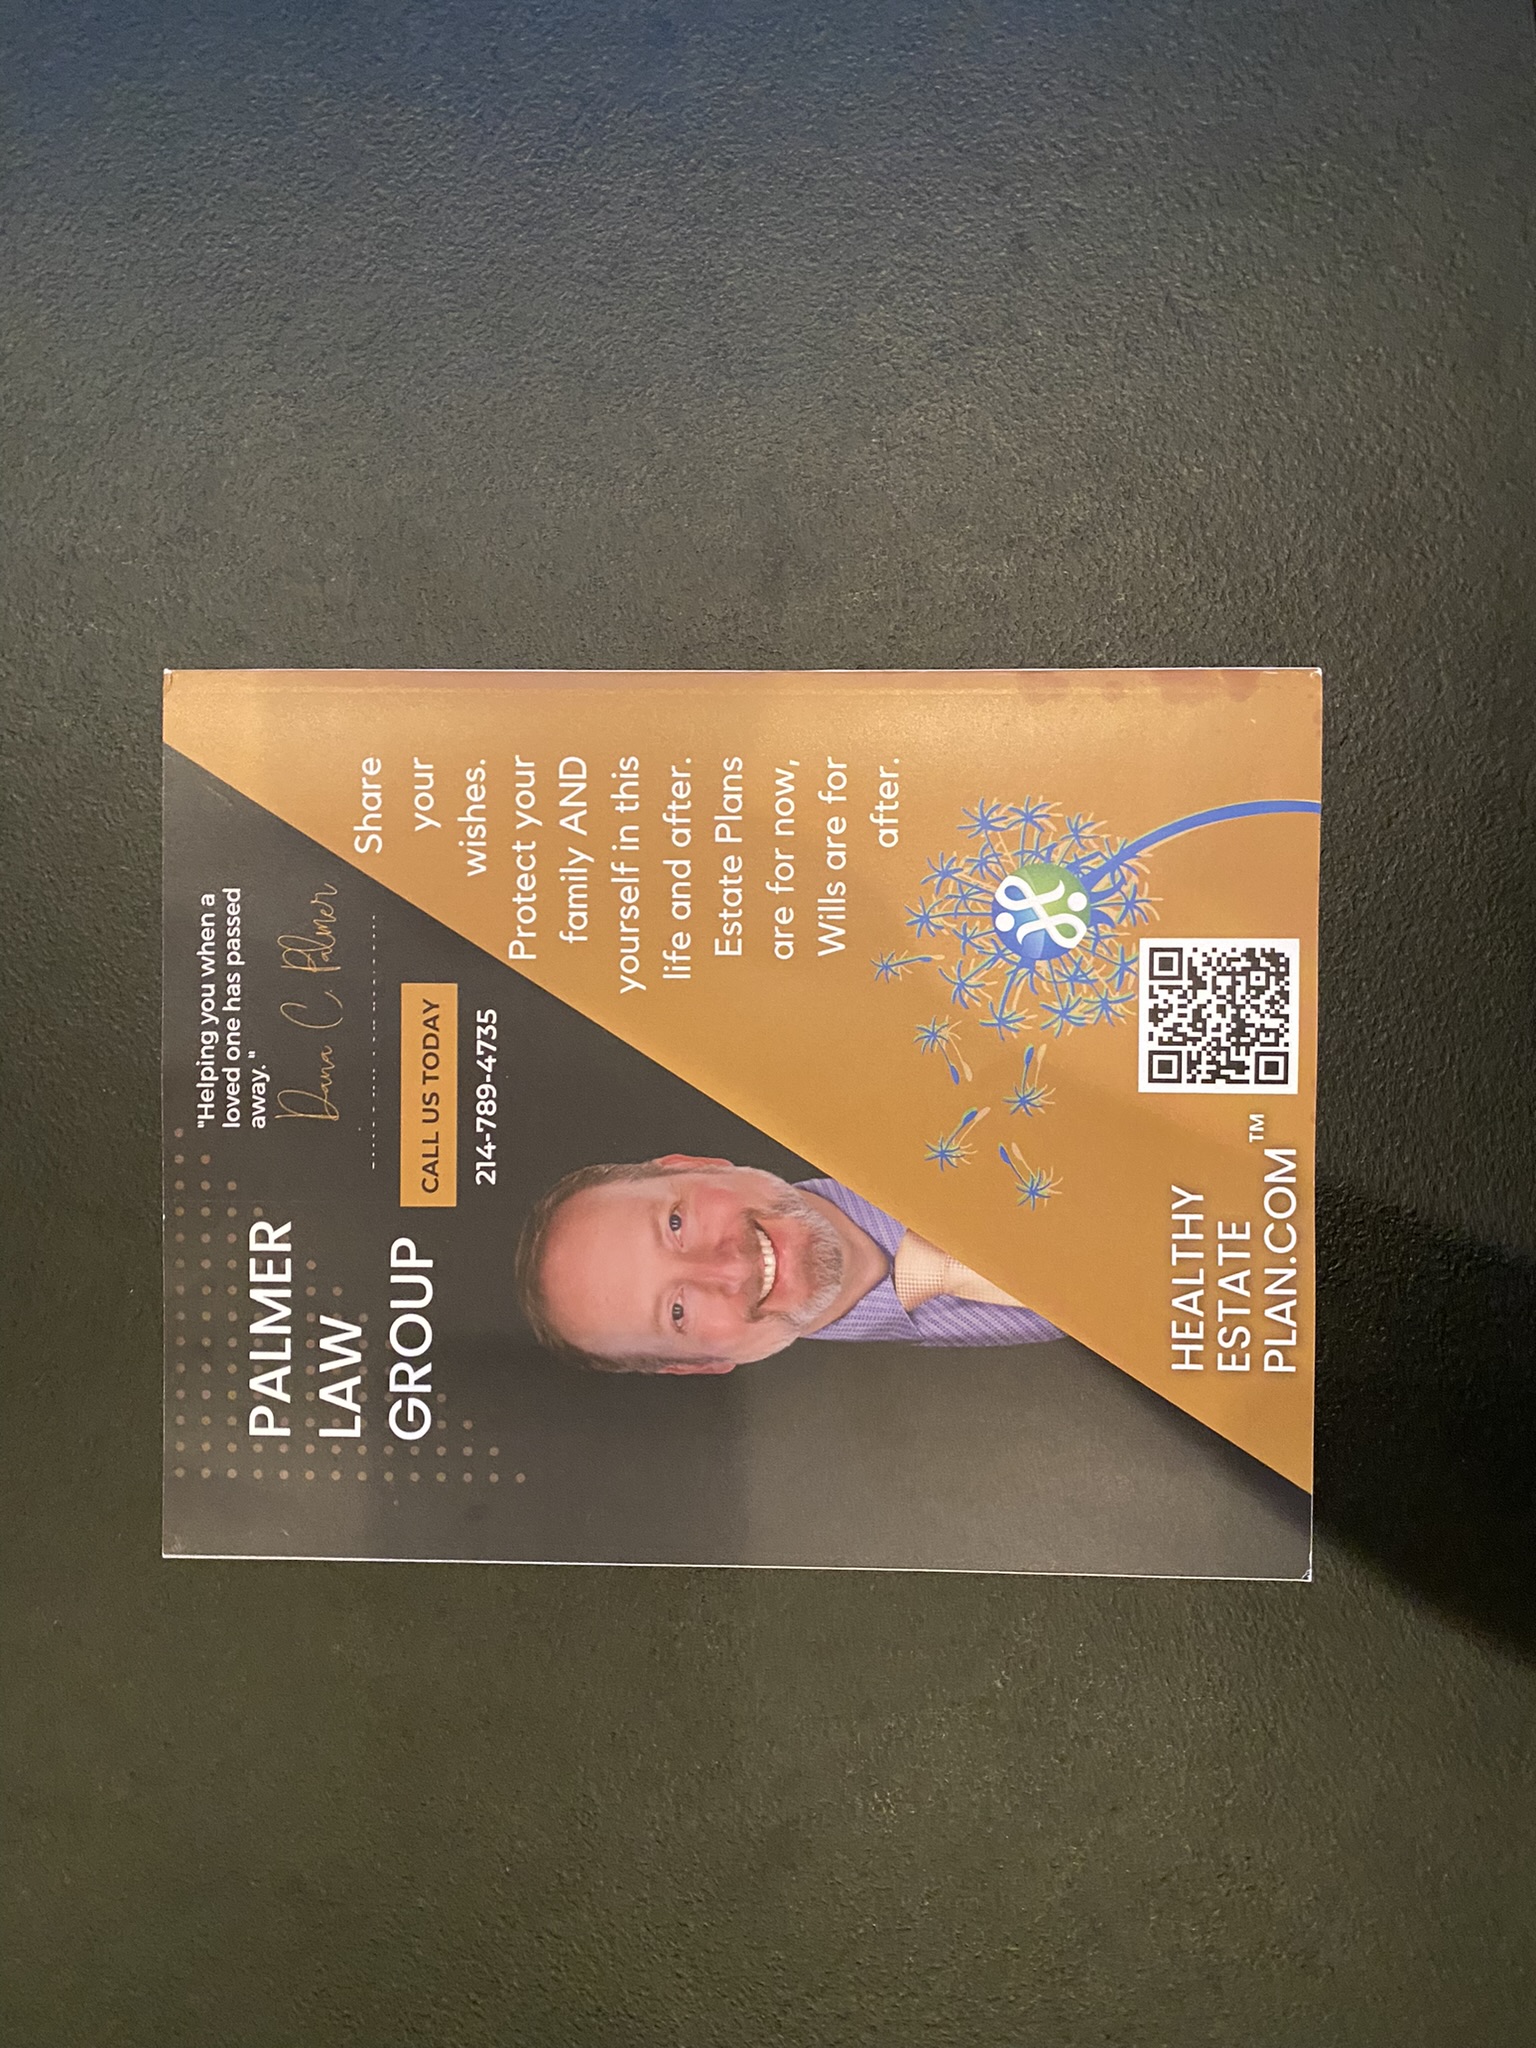 PALMER
LAW
GROUP
"Helping you when a
loved one has passed
away."
Dana C. Palmer
CALL US TODAY
214-789-4735
Share
your
wishes.
Protect your
family AND
yourself in this
life and after.
Estate Plans
are for now,
Wills are for
after.
HEALTHY
ESTATE
PLAN.COM™